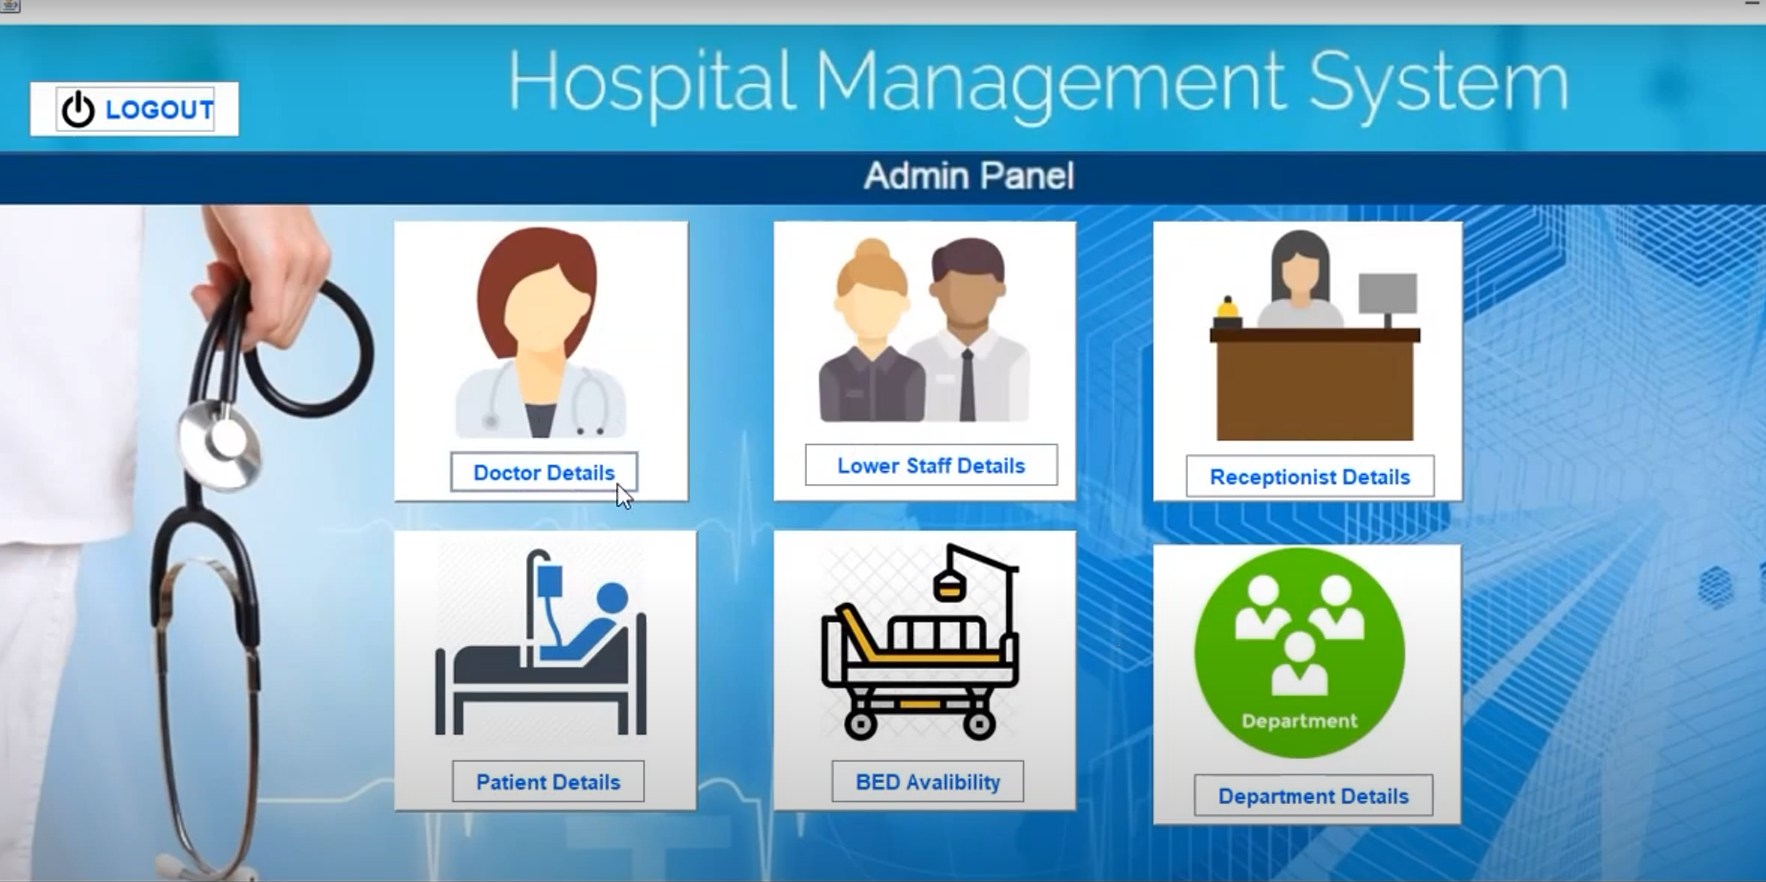 Hospital Management System
LOGOUT
Admin Panel
Doctor Details
Lower Staff Details
Receptionist Details
Patient Details
BED Avalibility
Department
Department Details